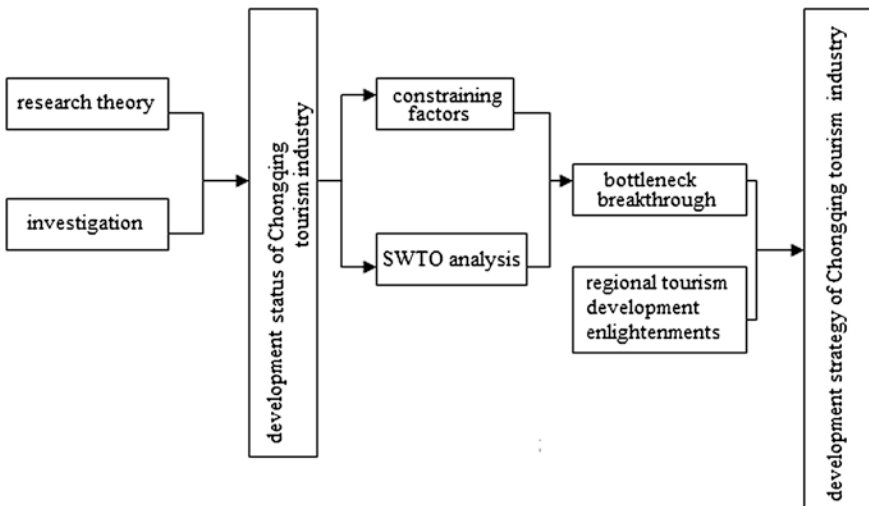 research theory
investigation
development status of Chongqing
tourism industry
constraining
factors
SWTO analysis
bottleneck
breakthrough
regional tourism
development
enlightenments
development strategy of Chongqing tourism industry